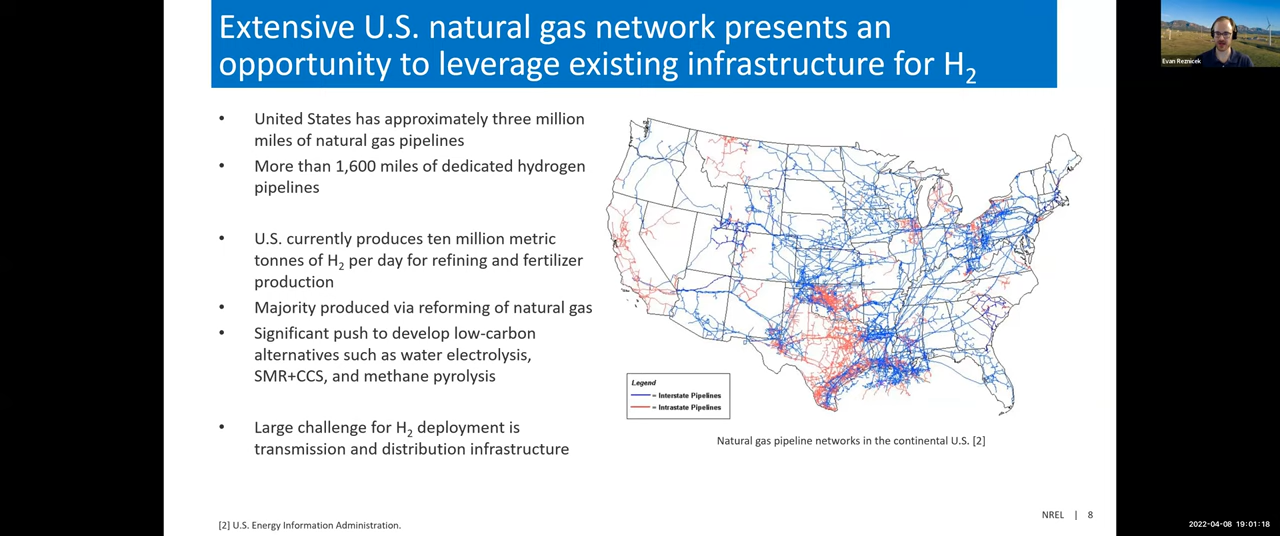 Extensive U.S. natural gas network presents an
opportunity to leverage existing infrastructure for H₂
Evan Reznicek
• United States has approximately three million
miles of natural gas pipelines
• More than 1,600 miles of dedicated hydrogen
pipelines
• U.S. currently produces ten million metric
tonnes of H₂ per day for refining and fertilizer
production
• Majority produced via reforming of natural gas
• Significant push to develop low-carbon
alternatives such as water electrolysis,
SMR+CCS, and methane pyrolysis
• Large challenge for H₂ deployment is
transmission and distribution infrastructure
Legend
= Interstate Pipelines
= Intrastate Pipelines
Natural gas pipeline networks in the continental U.S. [2]
[2] U.S. Energy Information Administration.
NREL | 8
2022-04-08 19:01:18